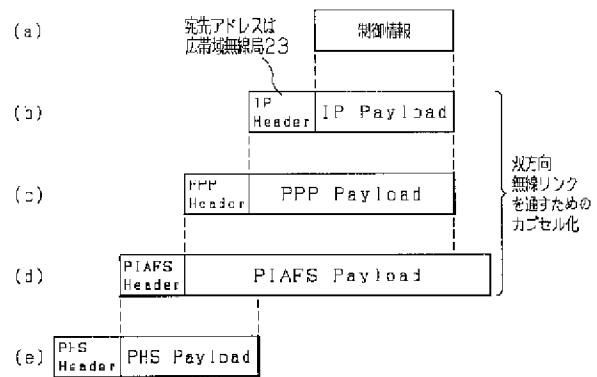 (a)
宛先アドレスは
広帯域無線局23
制御情報
(b)
IP
Header
IP Payload
(c)
PPP
Header
PPP Payload
双方向
無線リンク
を通すための
カプセル化
(d)
PIAFS
Header
PIAFS Payload
(e)
PHS
Header
PHS Payload